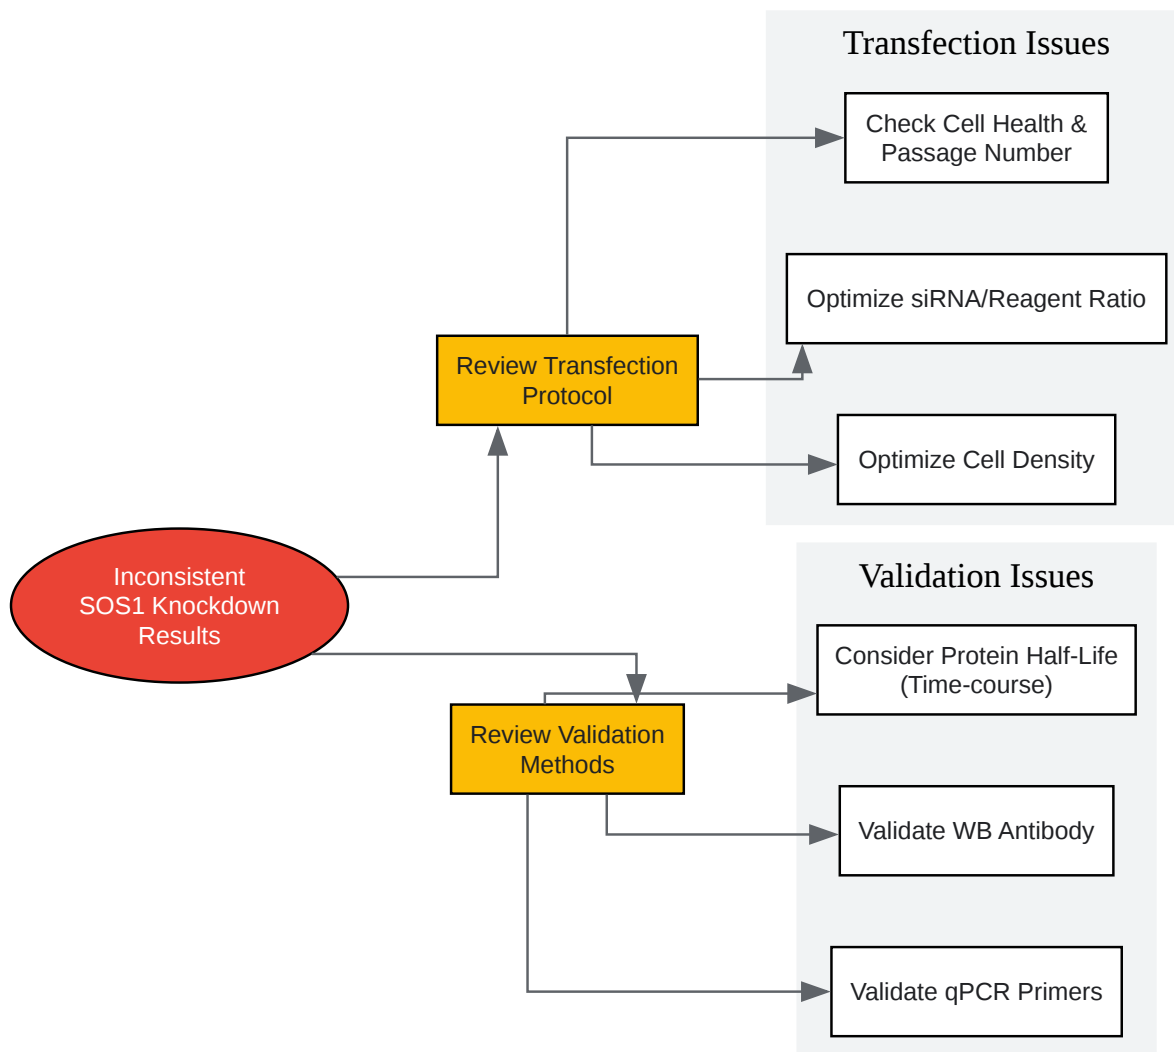 Transfection Issues
Check Cell Health &
Passage Number
Optimize siRNA/Reagent Ratio
Review Transfection
Protocol
Optimize Cell Density
Inconsistent
SOS1 Knockdown
Results
Validation Issues
Consider Protein Half-Life
(Time-course)
Review Validation
Methods
Validate WB Antibody
Validate qPCR Primers